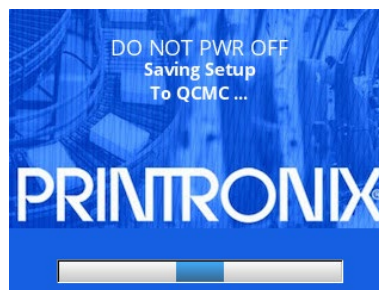 DO NOT PWR OFF
Saving Setup
To QCMC ...
PRINTRONIX